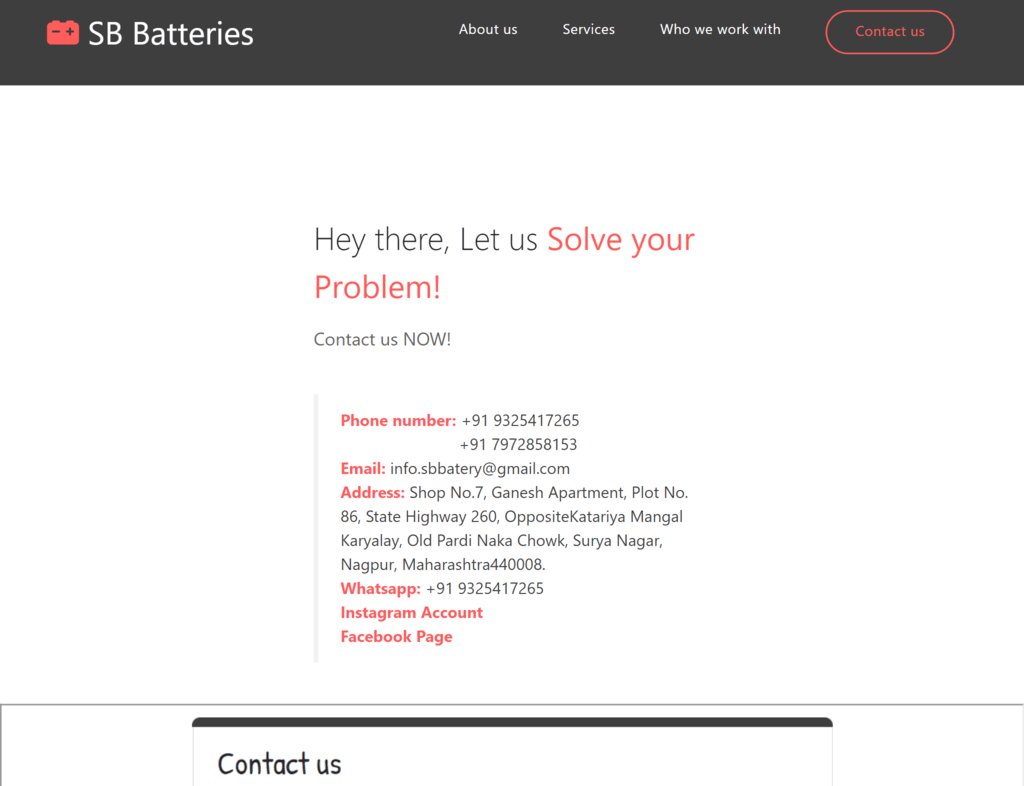 SB Batteries
About us
Services
Who we work with
Contact us
Hey there, Let us Solve your
Problem!
Contact us NOW!
Phone number: +91 9325417265
+91 7972858153
Email: info.sbbatery@gmail.com
Address: Shop No.7, Ganesh Apartment, Plot No.
86, State Highway 260, OppositeKatariya Mangal
Karyalay, Old Pardi Naka Chowk, Surya Nagar,
Nagpur, Maharashtra440008.
Whatsapp: +91 9325417265
Instagram Account
Facebook Page
Contact us